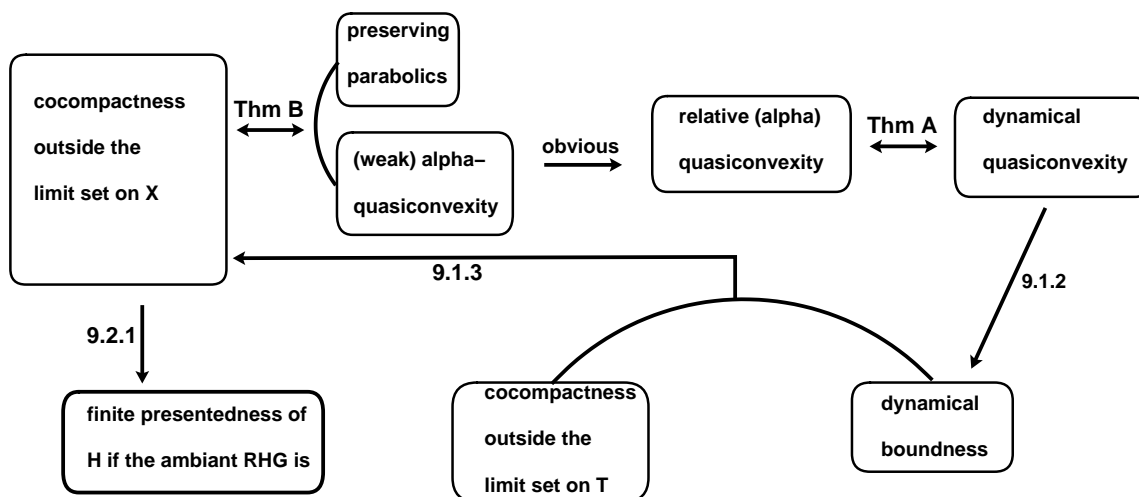 preserving
parabolics
cocompactness
outside the
limit set on X
Thm B
(weak) alpha–
quasiconvexity
obvious
relative (alpha)
quasiconvexity
Thm A
dynamical
quasiconvexity
9.1.3
9.1.2
9.2.1
finite presentedness of
H if the ambiant RHG is
cocompactness
outside the
limit set on T
dynamical
boundness